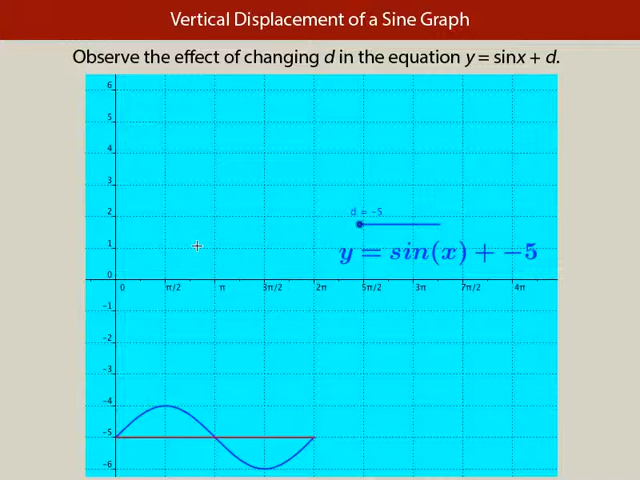 Vertical Displacement of a Sine Graph
Observe the effect of changing d in the equation y = sinx + d.
6
5
4
3
2
d = −5
1
y = sin(x) + −5
0
0 π/2 π 3π/2 2π 5π/2 3π 7π/2 4π
−1
−2
−3
−4
−5
−6